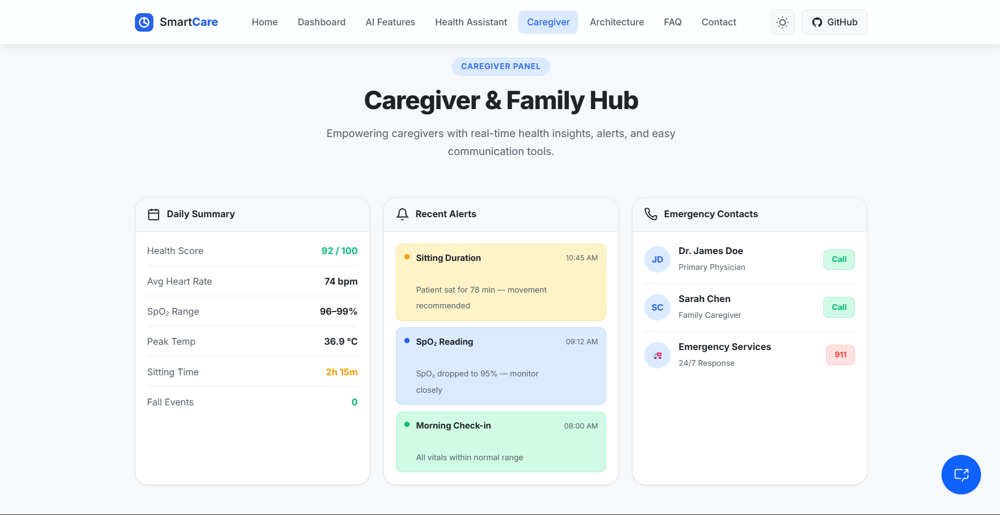 SmartCare
Home
Dashboard
AI Features
Health Assistant
Caregiver
Architecture
FAQ
Contact
GitHub
CAREGIVER PANEL
Caregiver & Family Hub
Empowering caregivers with real-time health insights, alerts, and easy
communication tools.
Daily Summary
Health Score
92 / 100
Avg Heart Rate
74 bpm
SpO₂ Range
96–99%
Peak Temp
36.9 °C
Sitting Time
2h 15m
Fall Events
0
Recent Alerts
Sitting Duration
10:45 AM
Patient sat for 78 min — movement
recommended
SpO₂ Reading
09:12 AM
SpO₂ dropped to 95% — monitor
closely
Morning Check-in
08:00 AM
All vitals within normal range
Emergency Contacts
JD
Dr. James Doe
Primary Physician
Call
SC
Sarah Chen
Family Caregiver
Call
Emergency Services
24/7 Response
911